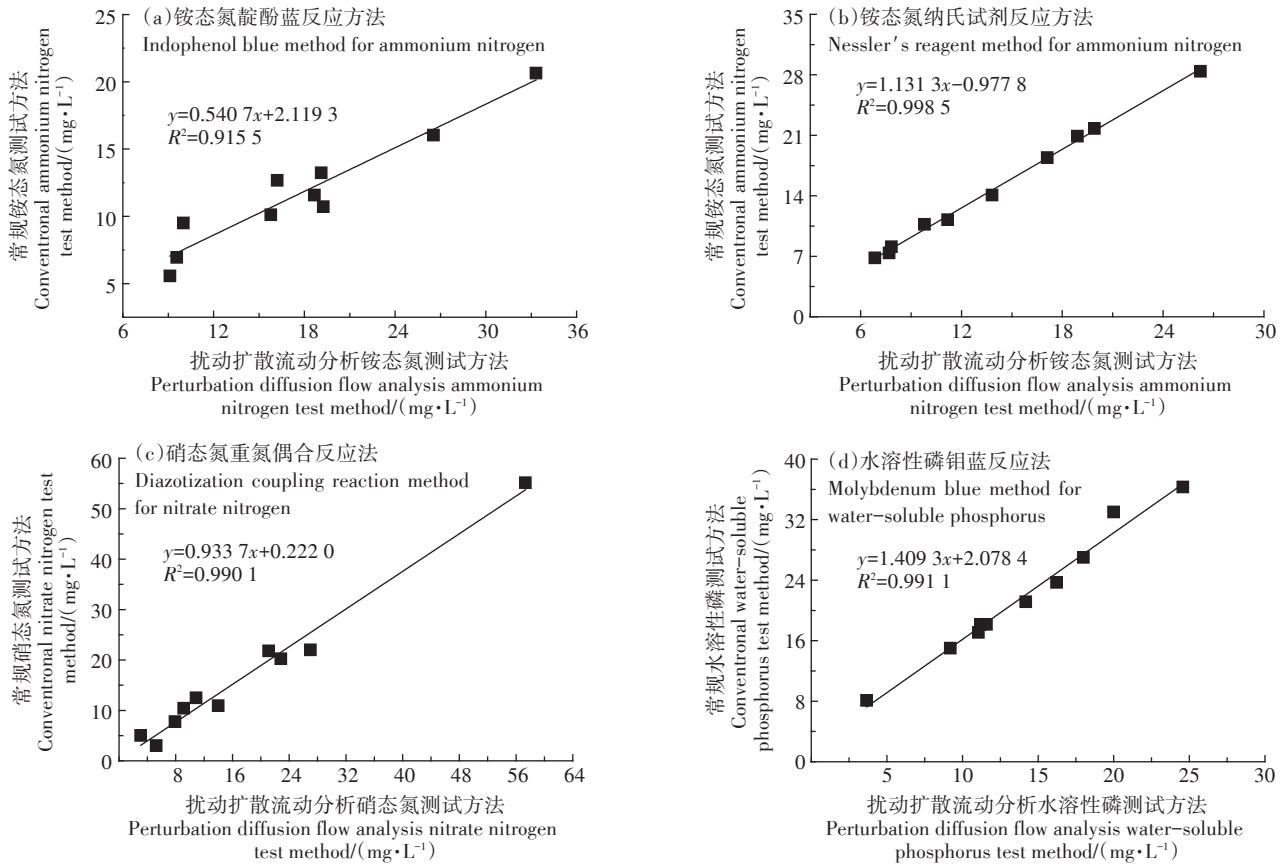 (a)铵态氮靛酚蓝反应方法
Indophenol blue method for ammonium nitrogen
y=0.540 7x+2.119 3
R²=0.915 5
25
20
15
10
5
6
12
18
24
30
36
常规铵态氮测试方法
Conventronal ammonium nitrogen
test method/(mg·L⁻¹)
扰动扩散流动分析铵态氮测试方法
Perturbation diffusion flow analysis ammonium
nitrogen test method/(mg·L⁻¹)
(b)铵态氮纳氏试剂反应方法
Nessler′s reagent method for ammonium nitrogen
y=1.131 3x−0.977 8
R²=0.998 5
35
28
21
14
7
0
6
12
18
24
30
常规铵态氮测试方法
Conventronal ammonium nitrogen
test method/(mg·L⁻¹)
扰动扩散流动分析铵态氮测试方法
Perturbation diffusion flow analysis ammonium
nitrogen test method/(mg·L⁻¹)
(c)硝态氮重氮偶合反应法
Diazotization coupling reaction method
for nitrate nitrogen
y=0.933 7x+0.222 0
R²=0.990 1
60
50
40
30
20
10
0
8
16
24
32
40
48
56
64
常规硝态氮测试方法
Conventronal nitrate nitrogen test
method/(mg·L⁻¹)
扰动扩散流动分析硝态氮测试方法
Perturbation diffusion flow analysis nitrate nitrogen
test method/(mg·L⁻¹)
(d)水溶性磷钼蓝反应法
Molybdenum blue method for
water-soluble phosphorus
y=1.409 3x+2.078 4
R²=0.991 1
40
32
24
16
8
0
5
10
15
20
25
30
常规水溶性磷测试方法
Conventronal water-soluble
phosphorus test method/(mg·L⁻¹)
扰动扩散流动分析水溶性磷测试方法
Perturbation diffusion flow analysis water-soluble
phosphorus test method/(mg·L⁻¹)